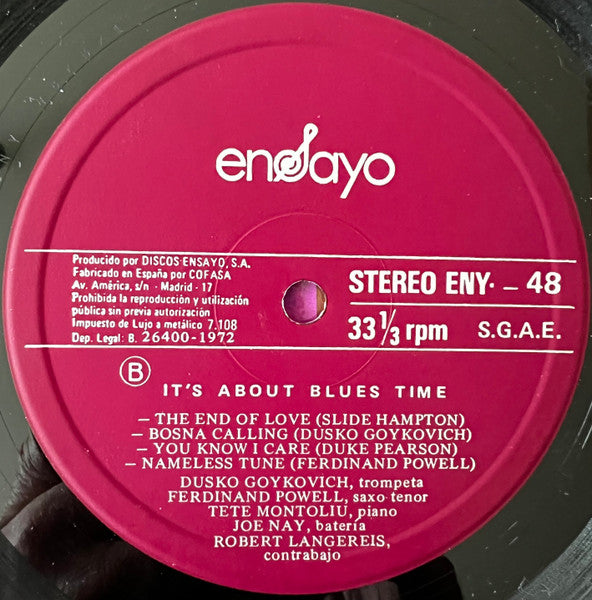 ensayo
Producido por DISCOS ENSAYO, S.A.
Fabricado en España por COFASA
Av. América, s/n - Madrid - 17
Prohibida la reproducción y utilización
pública sin previa autorización
Impuesto de Lujo a metálico 7.108
Dep. Legal: B. 26400-1972
STEREO ENY· – 48
33 1/3 rpm S.G.A.E.
B
IT'S ABOUT BLUES TIME
— THE END OF LOVE (SLIDE HAMPTON)
— BOSNA CALLING (DUSKO GOYKOVICH)
— YOU KNOW I CARE (DUKE PEARSON)
— NAMELESS TUNE (FERDINAND POWELL)
DUSKO GOYKOVICH, trompeta
FERDINAND POWELL, saxo-tenor
TETE MONTOLIU, piano
JOE NAY, batería
ROBERT LANGEREIS,
contrabajo